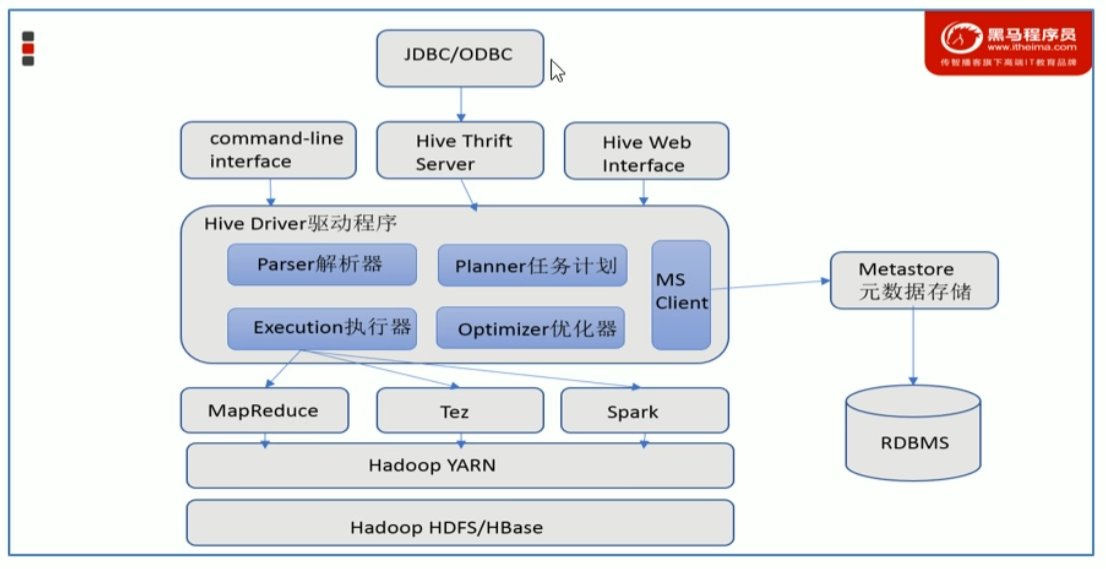 黑马程序员
www.itheima.com
传智播客旗下高端IT教育品牌
JDBC/ODBC
command-line
interface
Hive Thrift
Server
Hive Web
Interface
Hive Driver驱动程序
Parser解析器
Planner任务计划
MS
Client
Execution执行器
Optimizer优化器
Metastore
元数据存储
MapReduce
Tez
Spark
RDBMS
Hadoop YARN
Hadoop HDFS/HBase